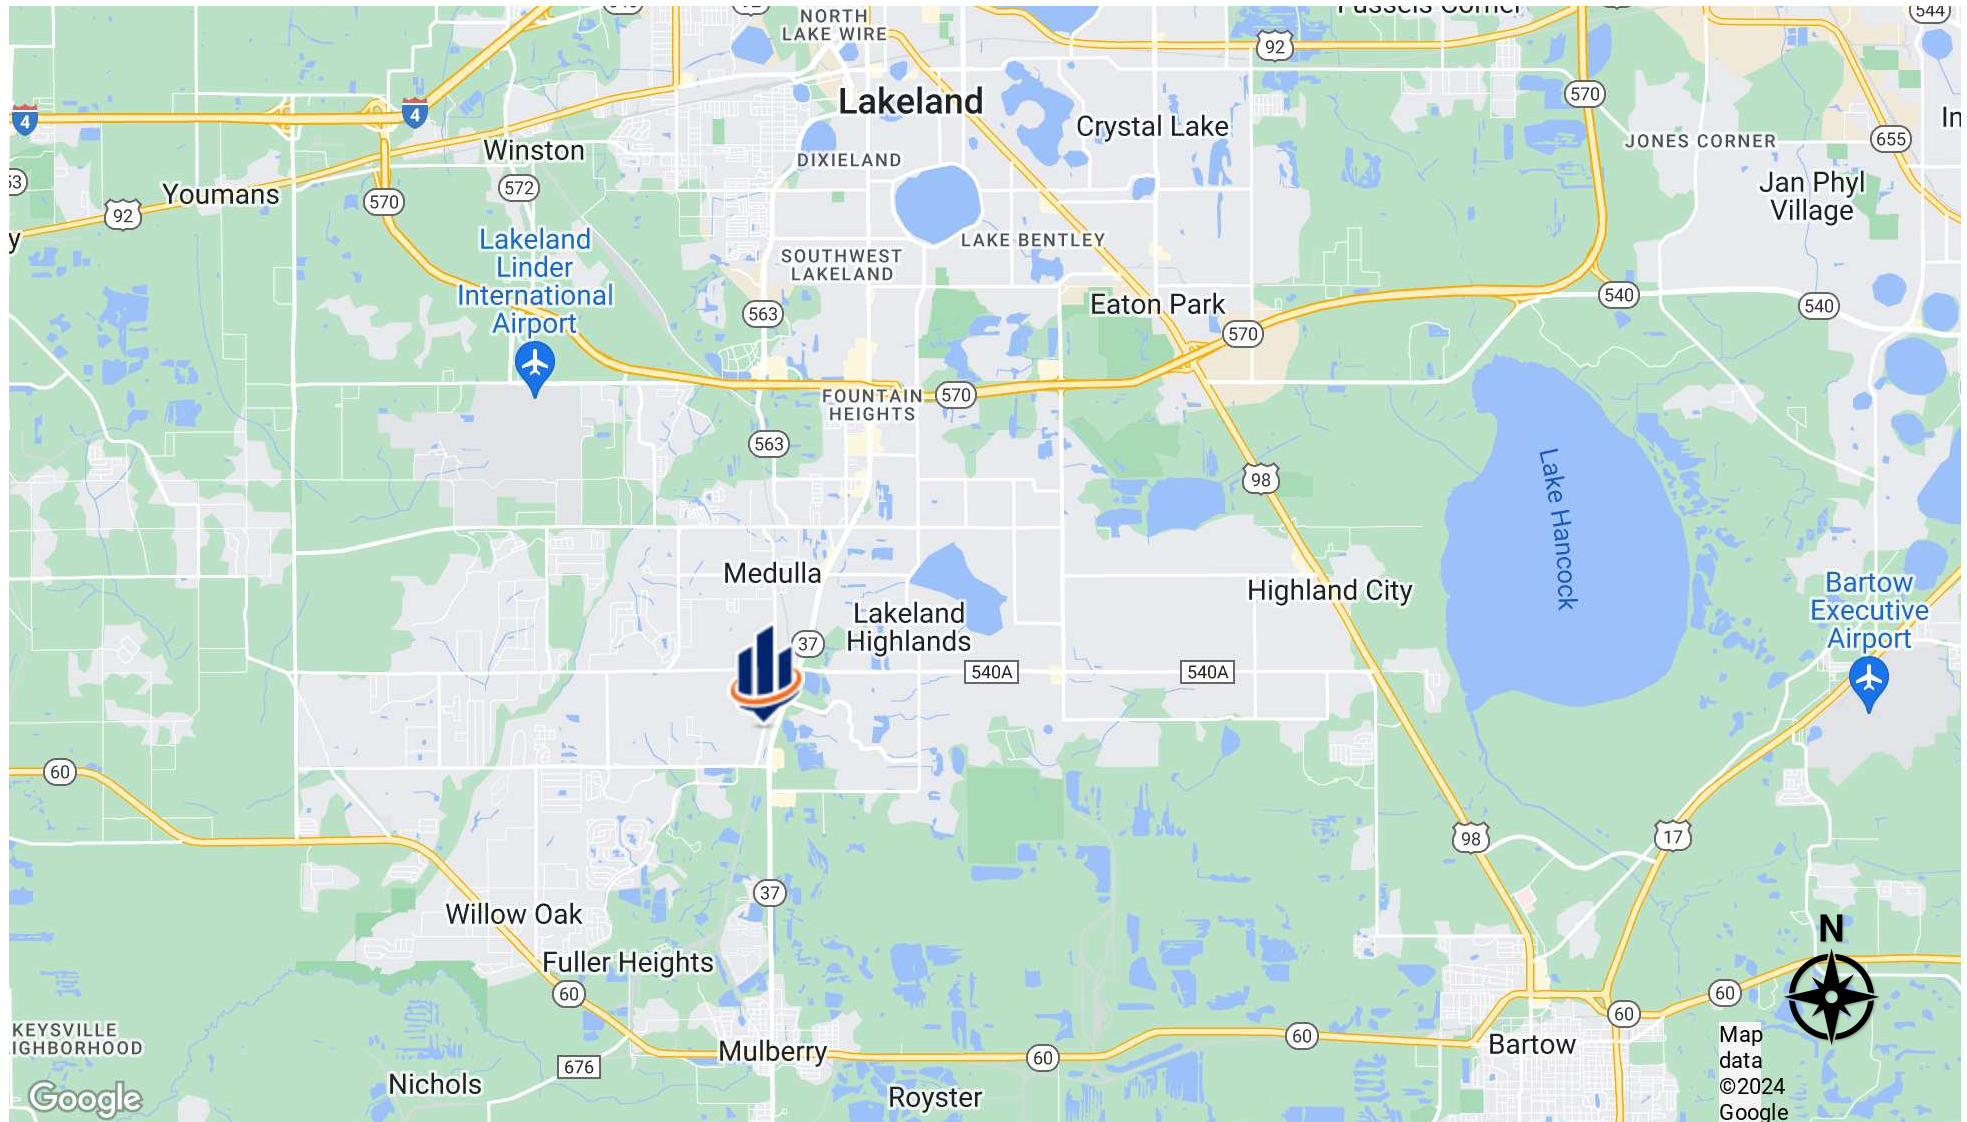 544
NORTH
LAKE WIRE
92
Lakeland
4
4
570
Crystal Lake
655
JONES CORNER
Winston
DIXIELAND
Youmans
572
570
92
Jan Phyl
Village
Lakeland
Linder
International
Airport
LAKE BENTLEY
SOUTHWEST
LAKELAND
563
Eaton Park
570
540
540
FOUNTAIN
HEIGHTS
570
563
98
Lake Hancock
Medulla
Highland City
Bartow
Executive
Airport
Lakeland
Highlands
37
540A
540A
60
98
17
37
Willow Oak
Fuller Heights
60
N
60
60
KEYSVILLE
Mulberry
60
60
Bartow
Map
data
©2024
Google
676
Nichols
Royster
Google